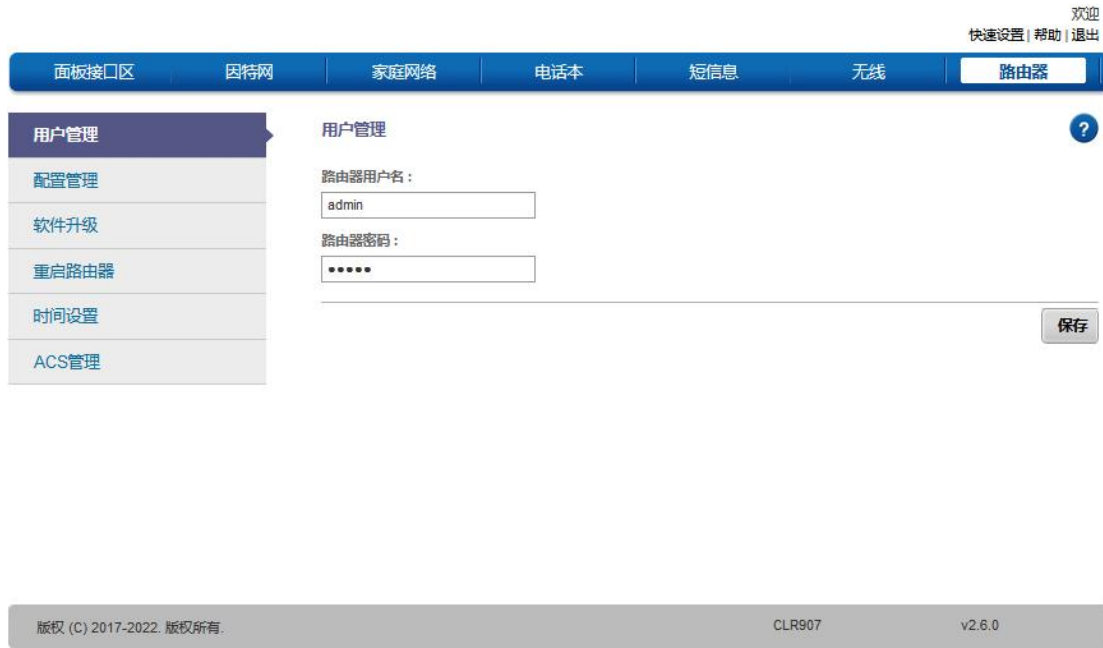 欢迎
快速设置 | 帮助 | 退出
面板接口区 因特网 家庭网络 电话本 短信息 无线 路由器
用户管理
配置管理
软件升级
重启路由器
时间设置
ACS管理
用户管理
?
路由器用户名：
admin
路由器密码：
•••••
保存
版权 (C) 2017-2022. 版权所有. CLR907 v2.6.0